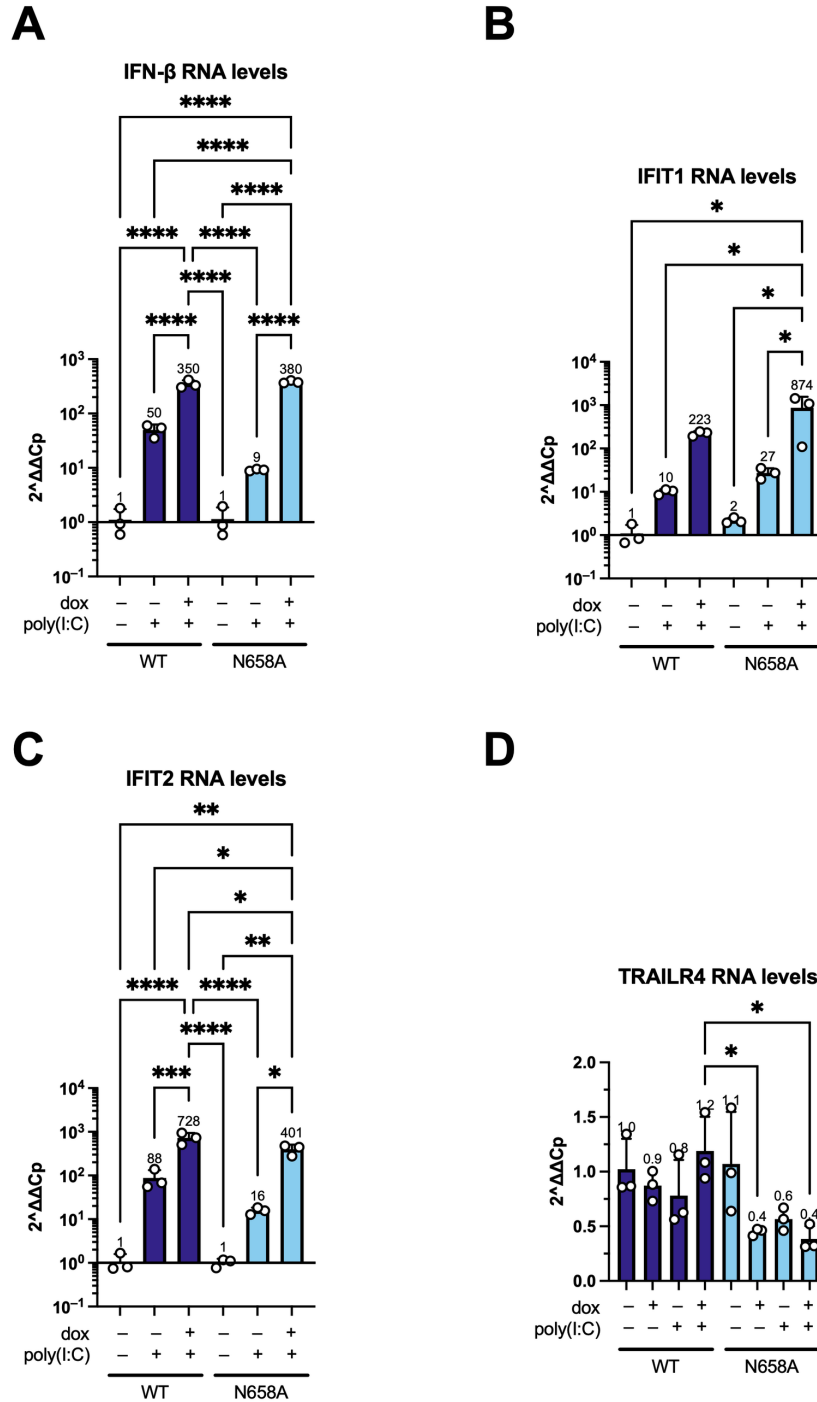 A
IFN-β RNA levels
****
****
****
**** ****
****
**** ****
2^ΔΔCp
10³
10²
10¹
10⁰
10⁻¹
1 50 350 1 9 380
dox – – + – – +
poly(I:C) – + + – + +
WT N658A
B
IFIT1 RNA levels
*
*
*
*
2^ΔΔCp
10⁴
10³
10²
10¹
10⁰
10⁻¹
1 10 223 2 27 874
dox – – + – – +
poly(I:C) – + + – + +
WT N658A
C
IFIT2 RNA levels
**
*
*
**
**** ****
****
*** *
2^ΔΔCp
10⁴
10³
10²
10¹
10⁰
10⁻¹
1 88 728 1 16 401
dox – – + – – +
poly(I:C) – + + – + +
WT N658A
D
TRAILR4 RNA levels
*
*
2^ΔΔCp
2.0
1.5
1.0
0.5
0.0
1.0 0.9 0.8 1.2 1.1 0.4 0.6 0.4
dox – + – + – + – +
poly(I:C) – – + + – – + +
WT N658A